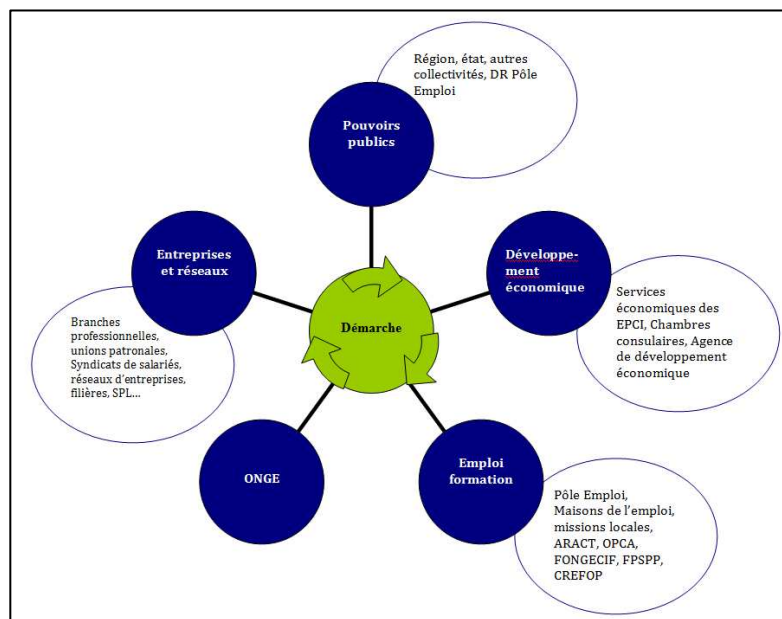 Région, état, autres
collectivités, DR Pôle
Emploi
Pouvoirs
publics
Entreprises
et réseaux
Développe-
ment
économique
Démarche
Branches
professionnelles,
unions patronales,
Syndicats de salariés,
réseaux d'entreprises,
filières, SPL...
Services
économiques des
EPCI, Chambres
consulaires, Agence
de développement
économique
ONGE
Emploi
formation
Pôle Emploi,
Maisons de l'emploi,
missions locales,
ARACT, OPCA,
FONGECIF, FPSPP,
CREFOP